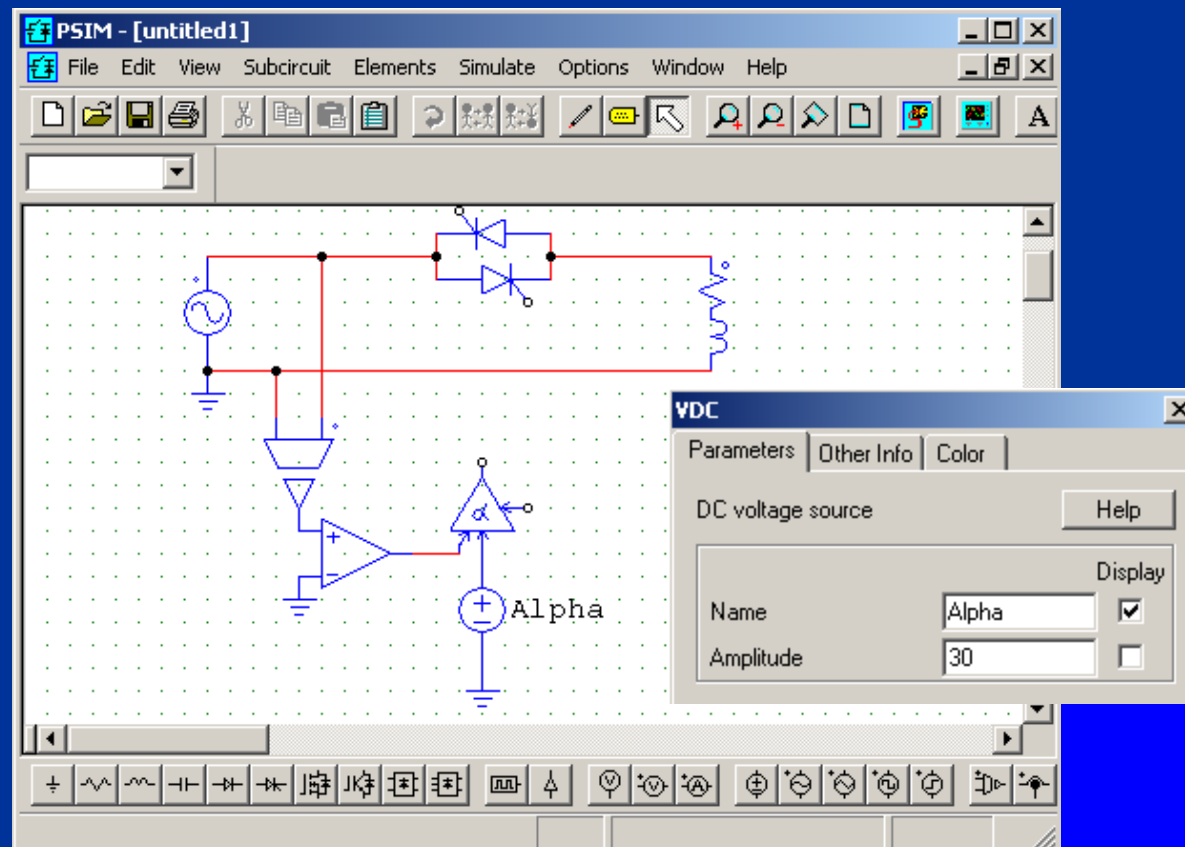 PSIM - [untitled1]
File Edit View Subcircuit Elements Simulate Options Window Help
A
VDC
Parameters Other Info Color
DC voltage source Help
Display
+
-
α
+
-
Alpha
Name Alpha
Amplitude 30